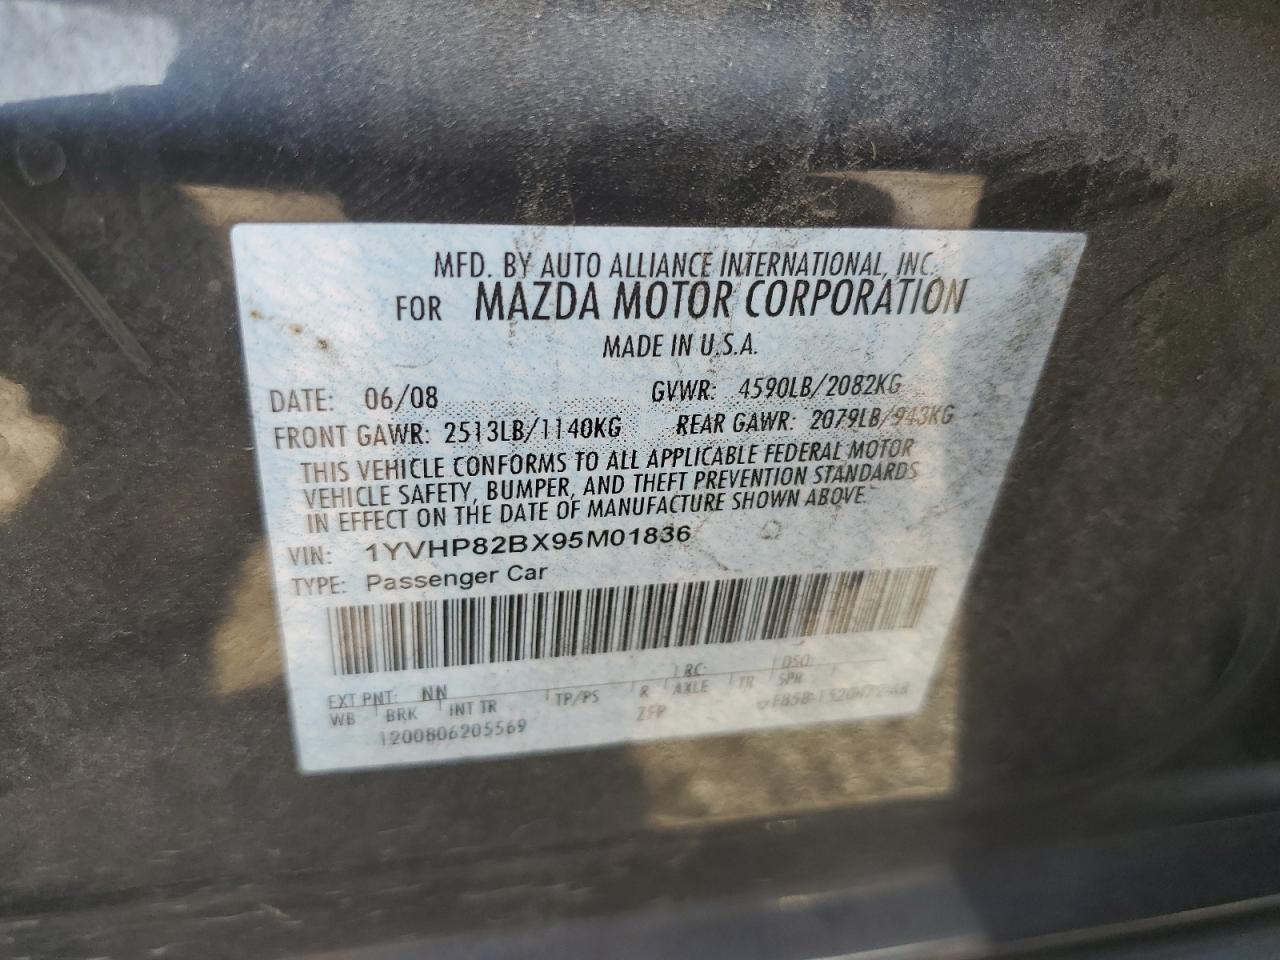 MFD. BY AUTO ALLIANCE INTERNATIONAL, INC.
FOR MAZDA MOTOR CORPORATION
MADE IN U.S.A.
DATE: 06/08 GVWR: 4590LB/2082KG
FRONT GAWR: 2513LB/1140KG REAR GAWR: 2079LB/943KG
THIS VEHICLE CONFORMS TO ALL APPLICABLE FEDERAL MOTOR
VEHICLE SAFETY, BUMPER, AND THEFT PREVENTION STANDARDS
IN EFFECT ON THE DATE OF MANUFACTURE SHOWN ABOVE.
VIN: 1YVHP82BX95M01836
TYPE: Passenger Car
EXT PNT: NN RC: DSO:
WB BRK INT TR TP/PS R AXLE TR SPR
1200806205569